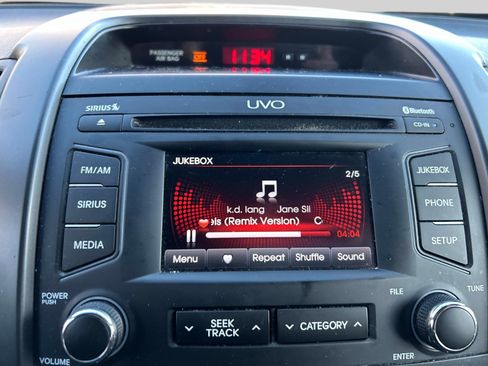 PASSENGER
AIR BAG
OFF
11:34
SIRIUS
UVO
Bluetooth
CD-IN
FM/AM
SIRIUS
MEDIA
JUKEBOX
2/5
k.d. lang Jane Sil
els (Remix Version) C
04:04
Menu
Repeat
Shuffle
Sound
JUKEBOX
PHONE
SETUP
POWER
PUSH
VOLUME
SEEK
TRACK
CATEGORY
FILE
TUNE
ENTER